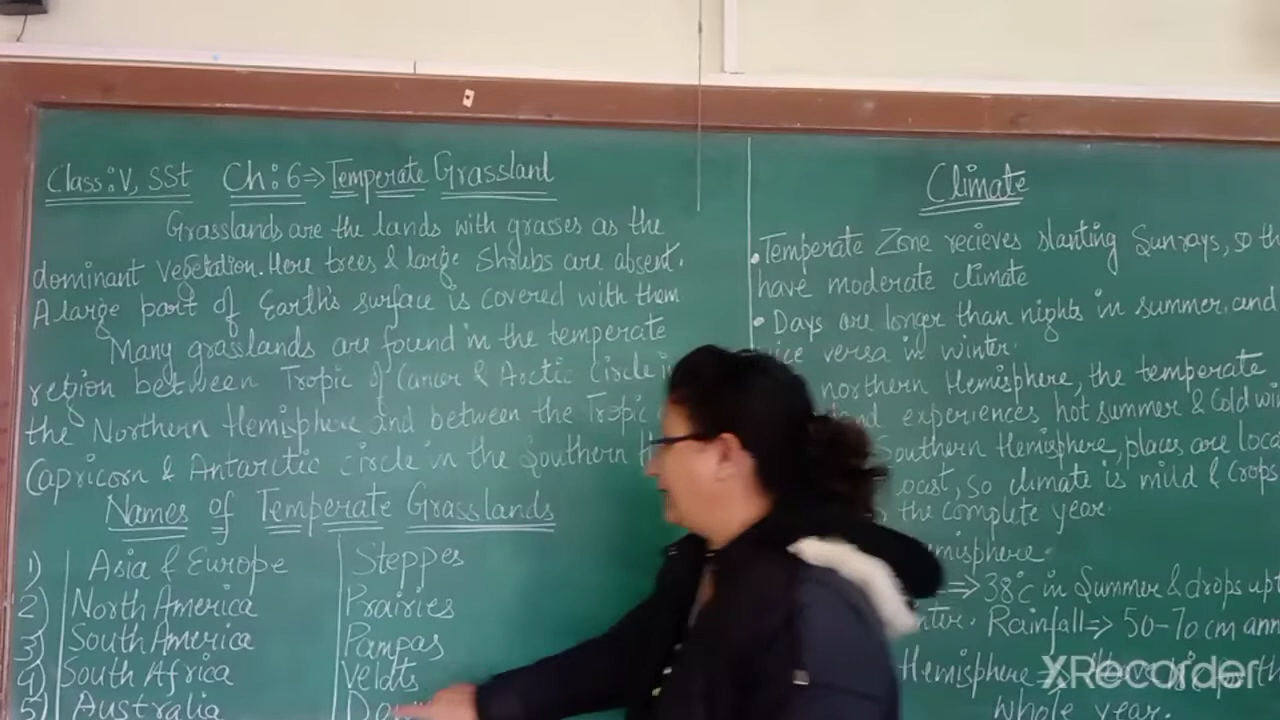 Class:V, SSt Ch:6⇒Temperate Grassland
Grasslands are the lands with grasses as the
dominant vegetation. Here trees & large Shrubs are absent.
A large part of Earth's surface is covered with them
Many grasslands are found in the temperate
region between Tropic of Cancer & Arctic Circle in
the Northern Hemisphere and between the Tropic
Capricorn & Antarctic circle in the Southern
Names of Temperate Grasslands
1) Asia & Europe Steppes
2) North America Prairies
3) South America Pampas
4) South Africa Veldts
5) Australia
Climate
• Temperate Zone recieves slanting Sunrays, so
have moderate climate
• Days are longer than nights in summer, and
vice versa in winter.
northern Hemisphere, the temperate
experiences hot summer & Cold
Southern Hemisphere, places are
so climate is mild & Crops
the complete year.
⇒ 38°c in Summer & drops
Rainfall ⇒ 50-70 cm
Hemisphere
whole year.
XRecorder